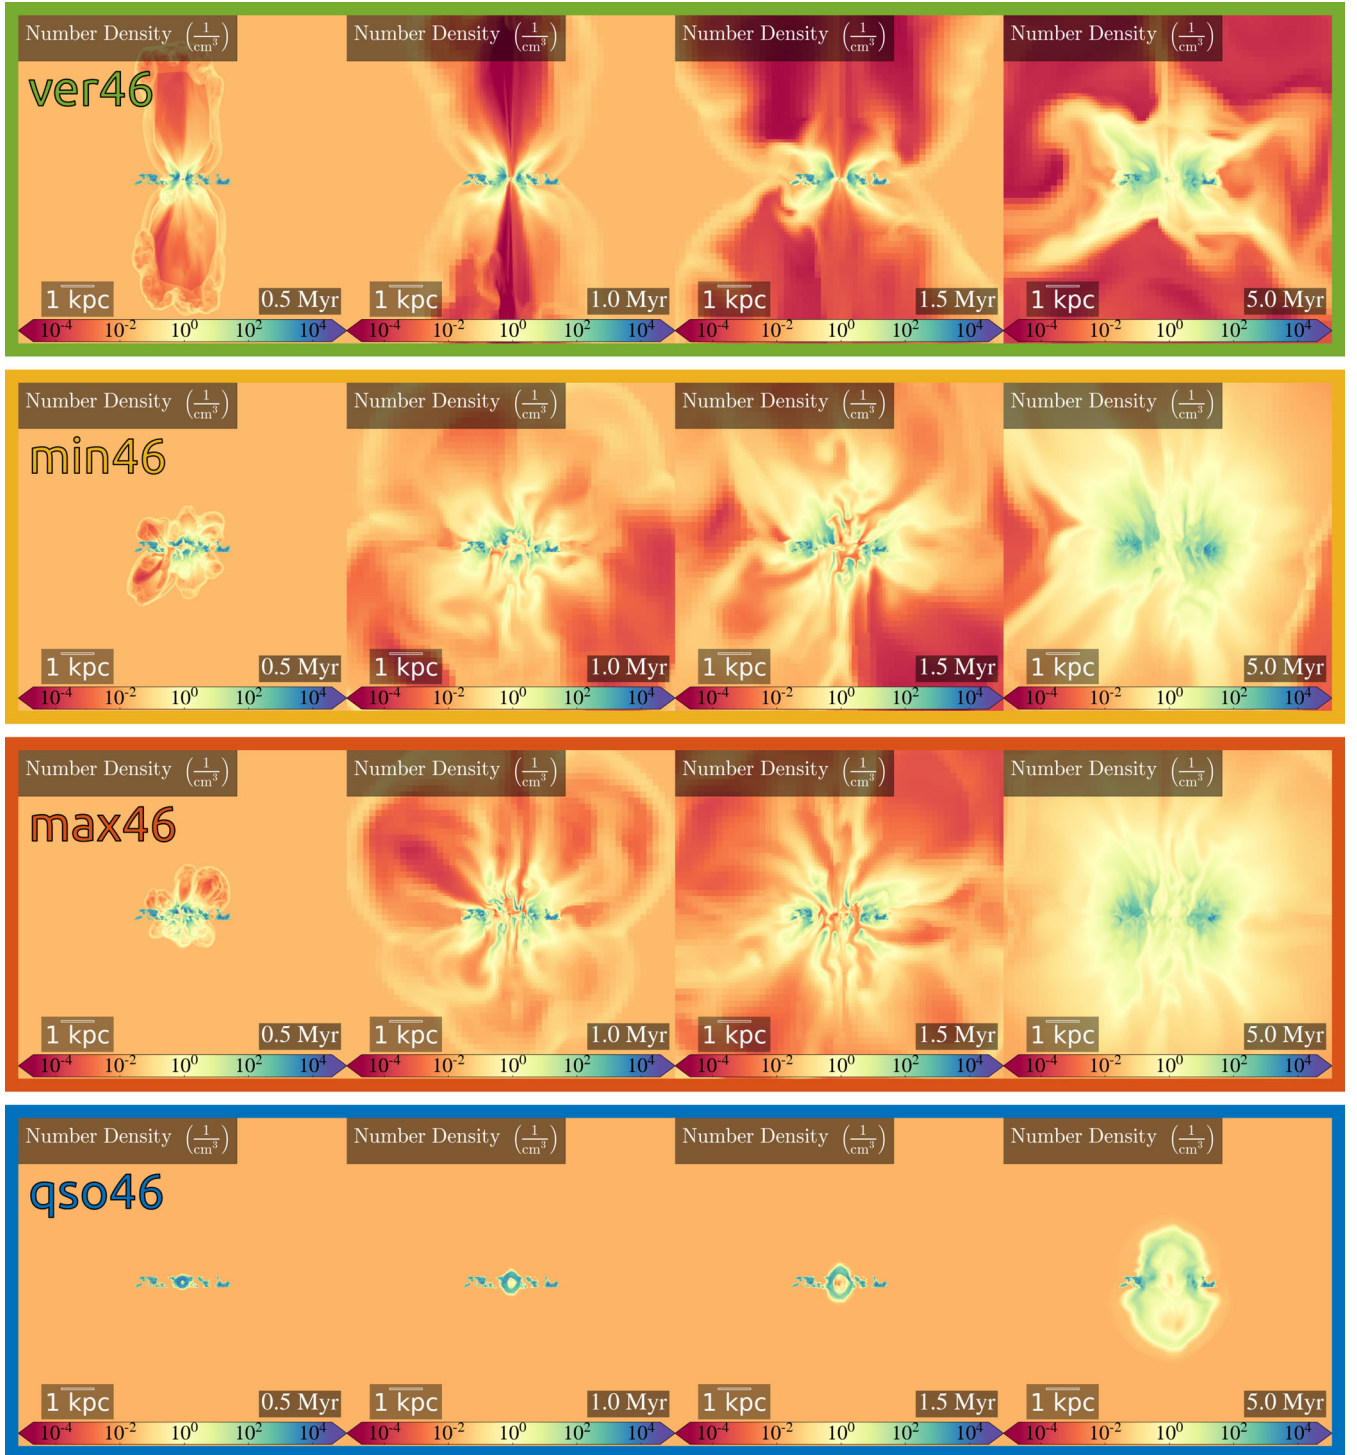 Number Density (1/cm³) Number Density (1/cm³) Number Density (1/cm³) Number Density (1/cm³)
ver46
1 kpc 0.5 Myr 1 kpc 1.0 Myr 1 kpc 1.5 Myr 1 kpc 5.0 Myr
10⁻⁴ 10⁻² 10⁰ 10² 10⁴ 10⁻⁴ 10⁻² 10⁰ 10² 10⁴ 10⁻⁴ 10⁻² 10⁰ 10² 10⁴ 10⁻⁴ 10⁻² 10⁰ 10² 10⁴
Number Density (1/cm³) Number Density (1/cm³) Number Density (1/cm³) Number Density (1/cm³)
min46
1 kpc 0.5 Myr 1 kpc 1.0 Myr 1 kpc 1.5 Myr 1 kpc 5.0 Myr
10⁻⁴ 10⁻² 10⁰ 10² 10⁴ 10⁻⁴ 10⁻² 10⁰ 10² 10⁴ 10⁻⁴ 10⁻² 10⁰ 10² 10⁴ 10⁻⁴ 10⁻² 10⁰ 10² 10⁴
Number Density (1/cm³) Number Density (1/cm³) Number Density (1/cm³) Number Density (1/cm³)
max46
1 kpc 0.5 Myr 1 kpc 1.0 Myr 1 kpc 1.5 Myr 1 kpc 5.0 Myr
10⁻⁴ 10⁻² 10⁰ 10² 10⁴ 10⁻⁴ 10⁻² 10⁰ 10² 10⁴ 10⁻⁴ 10⁻² 10⁰ 10² 10⁴ 10⁻⁴ 10⁻² 10⁰ 10² 10⁴
Number Density (1/cm³) Number Density (1/cm³) Number Density (1/cm³) Number Density (1/cm³)
qso46
1 kpc 0.5 Myr 1 kpc 1.0 Myr 1 kpc 1.5 Myr 1 kpc 5.0 Myr
10⁻⁴ 10⁻² 10⁰ 10² 10⁴ 10⁻⁴ 10⁻² 10⁰ 10² 10⁴ 10⁻⁴ 10⁻² 10⁰ 10² 10⁴ 10⁻⁴ 10⁻² 10⁰ 10² 10⁴